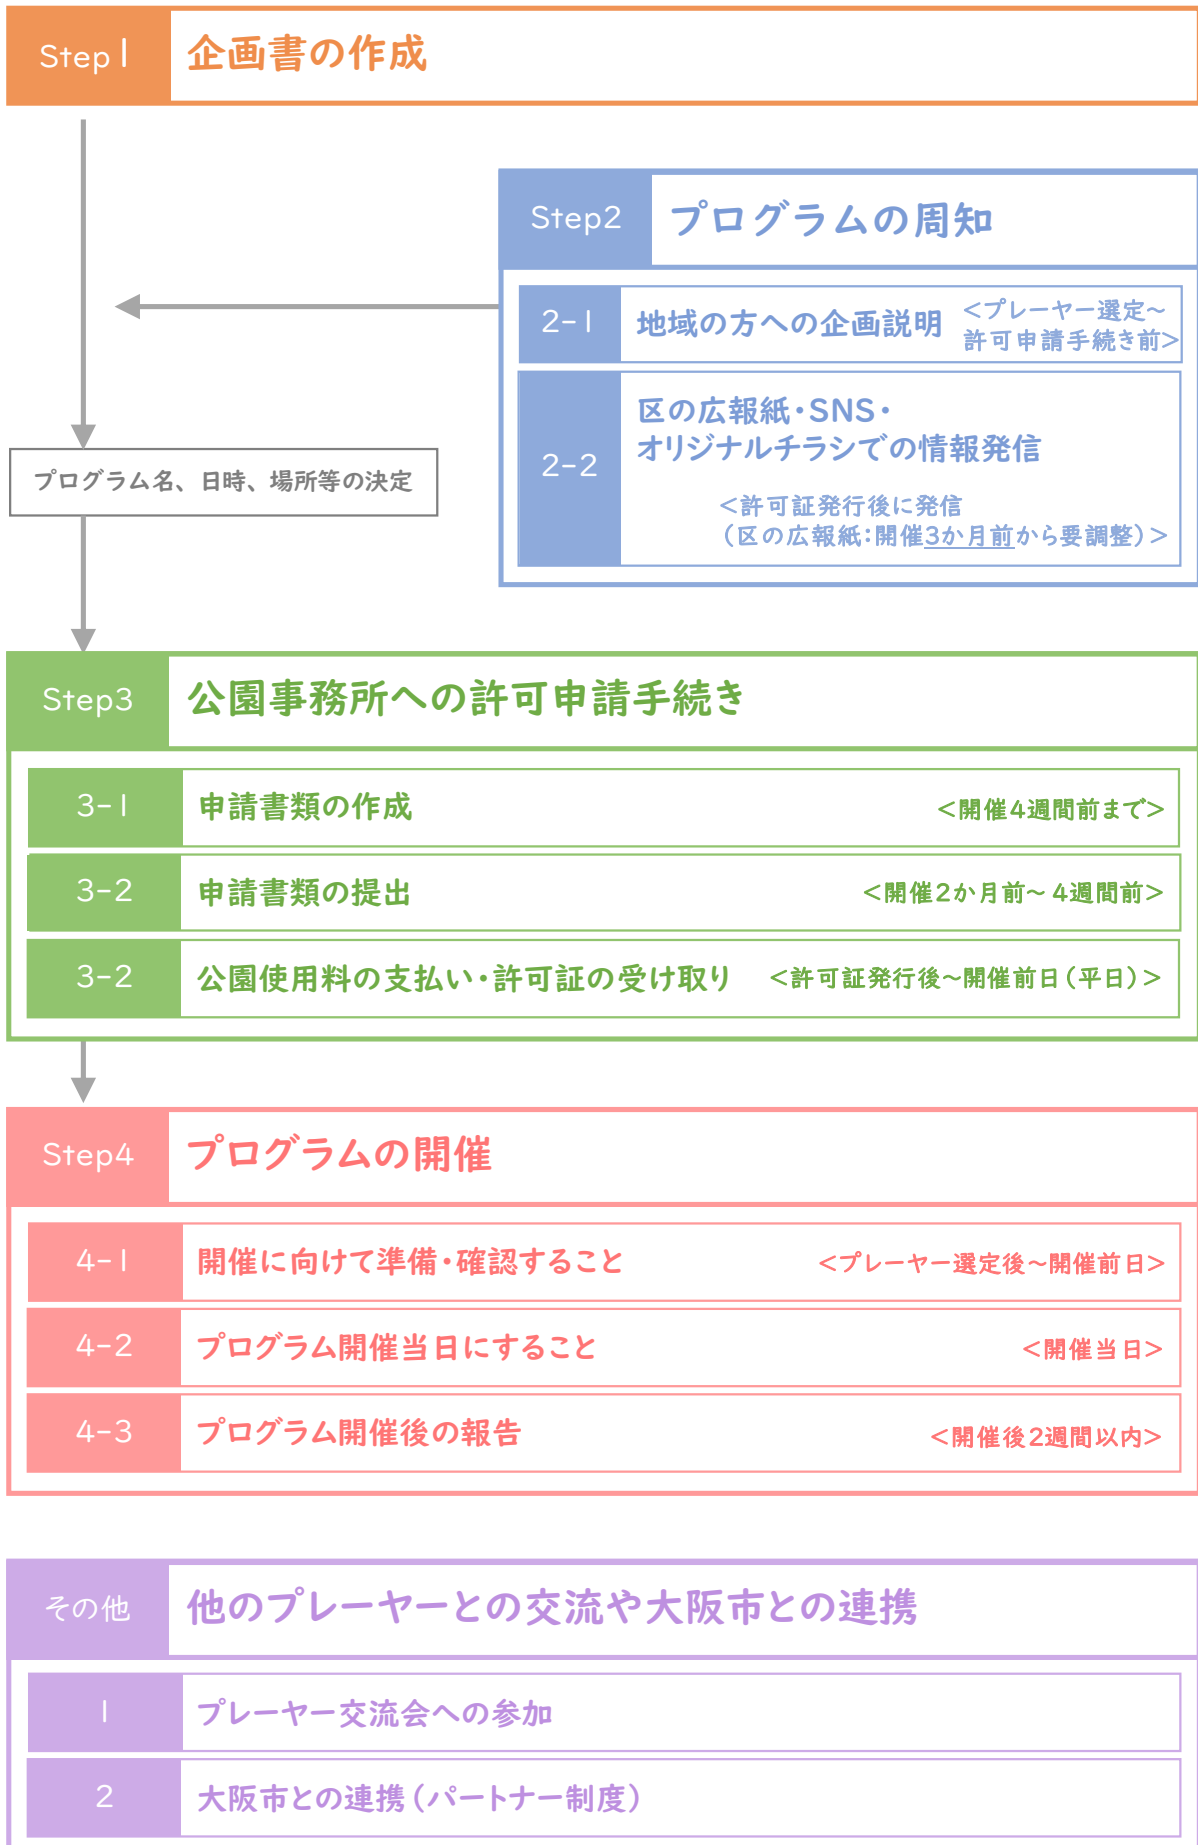 Step1 企画書の作成
Step2 プログラムの周知
2-1 地域の方への企画説明 <プレーヤー選定～
許可申請手続き前>
2-2 区の広報紙・SNS・
オリジナルチラシでの情報発信
<許可証発行後に発信
（区の広報紙：開催3か月前から要調整）>
プログラム名、日時、場所等の決定
Step3 公園事務所への許可申請手続き
3-1 申請書類の作成 <開催4週間前まで>
3-2 申請書類の提出 <開催2か月前～ 4週間前>
3-2 公園使用料の支払い・許可証の受け取り <許可証発行後～開催前日（平日）>
Step4 プログラムの開催
4-1 開催に向けて準備・確認すること <プレーヤー選定後～開催前日>
4-2 プログラム開催当日にすること <開催当日>
4-3 プログラム開催後の報告 <開催後2週間以内>
その他 他のプレーヤーとの交流や大阪市との連携
1 プレーヤー交流会への参加
2 大阪市との連携（パートナー制度）